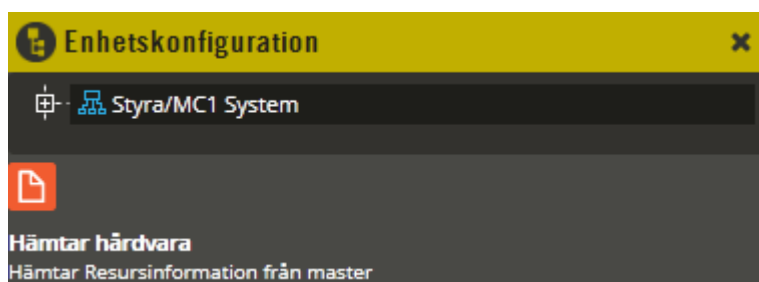 Enhetskonfiguration
Styra/MC1 System
Hämtar hårdvara
Hämtar Resursinformation från master